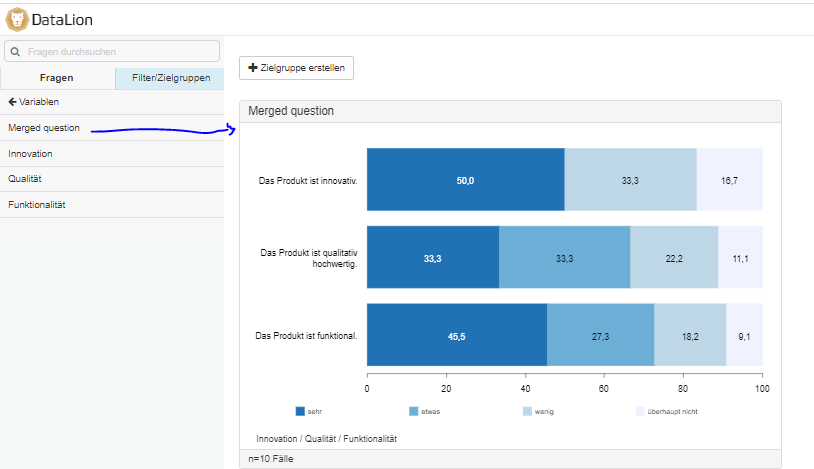 DataLion
Fragen durchsuchen
Fragen
Filter/Zielgruppen
Variablen
Merged question
Innovation
Qualität
Funktionalität
Zielgruppe erstellen
Merged question
Das Produkt ist innovativ.
50,0
33,3
16,7
Das Produkt ist qualitativ
hochwertig.
33,3
33,3
22,2
11,1
Das Produkt ist funktional.
45,5
27,3
18,2
9,1
0
20
40
60
80
100
sehr
etwas
wenig
überhaupt nicht
Innovation / Qualität / Funktionalität
n=10 Fälle